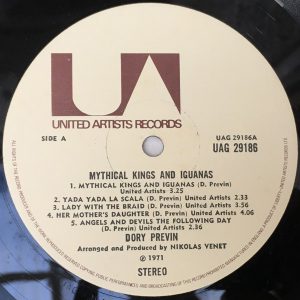 UA
UNITED ARTISTS RECORDS
SIDE A
UAG 29186A
UAG 29186
MYTHICAL KINGS AND IGUANAS
1. MYTHICAL KINGS AND IGUANAS (D. Previn)
United Artists 3.25
2. YADA YADA LA SCALA (D. Previn) United Artists 2.33
3. LADY WITH THE BRAID (D. Previn) United Artists 3.56
4. HER MOTHER'S DAUGHTER (D. Previn) United Artists 4.06
5. ANGELS AND DEVILS THE FOLLOWING DAY
(D. Previn) United Artists 2.36
DORY PREVIN
Arranged and Produced by NIKOLAS VENET
℗ 1971
STEREO